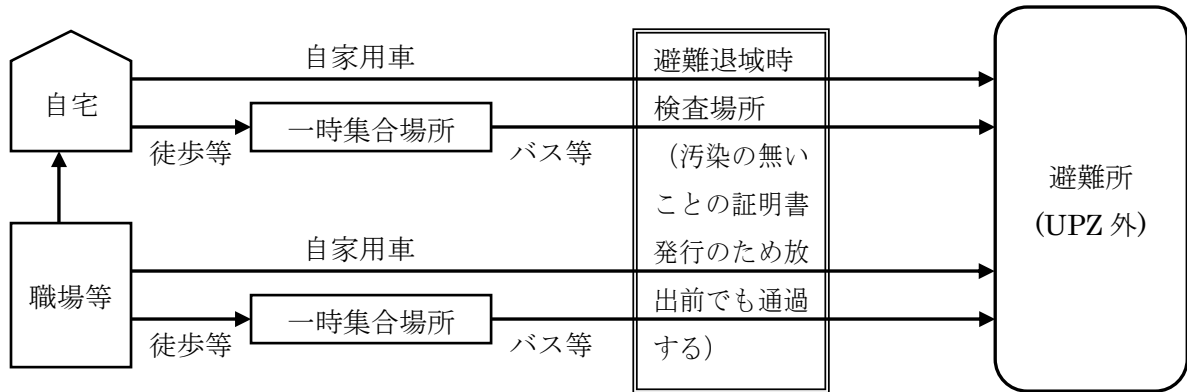 自宅
自家用車
徒歩等
一時集合場所
バス等
職場等
自家用車
徒歩等
一時集合場所
バス等
避難退域時
検査場所
（汚染の無い
ことの証明書
発行のため放
出前でも通過
する）
避難所
(UPZ 外)